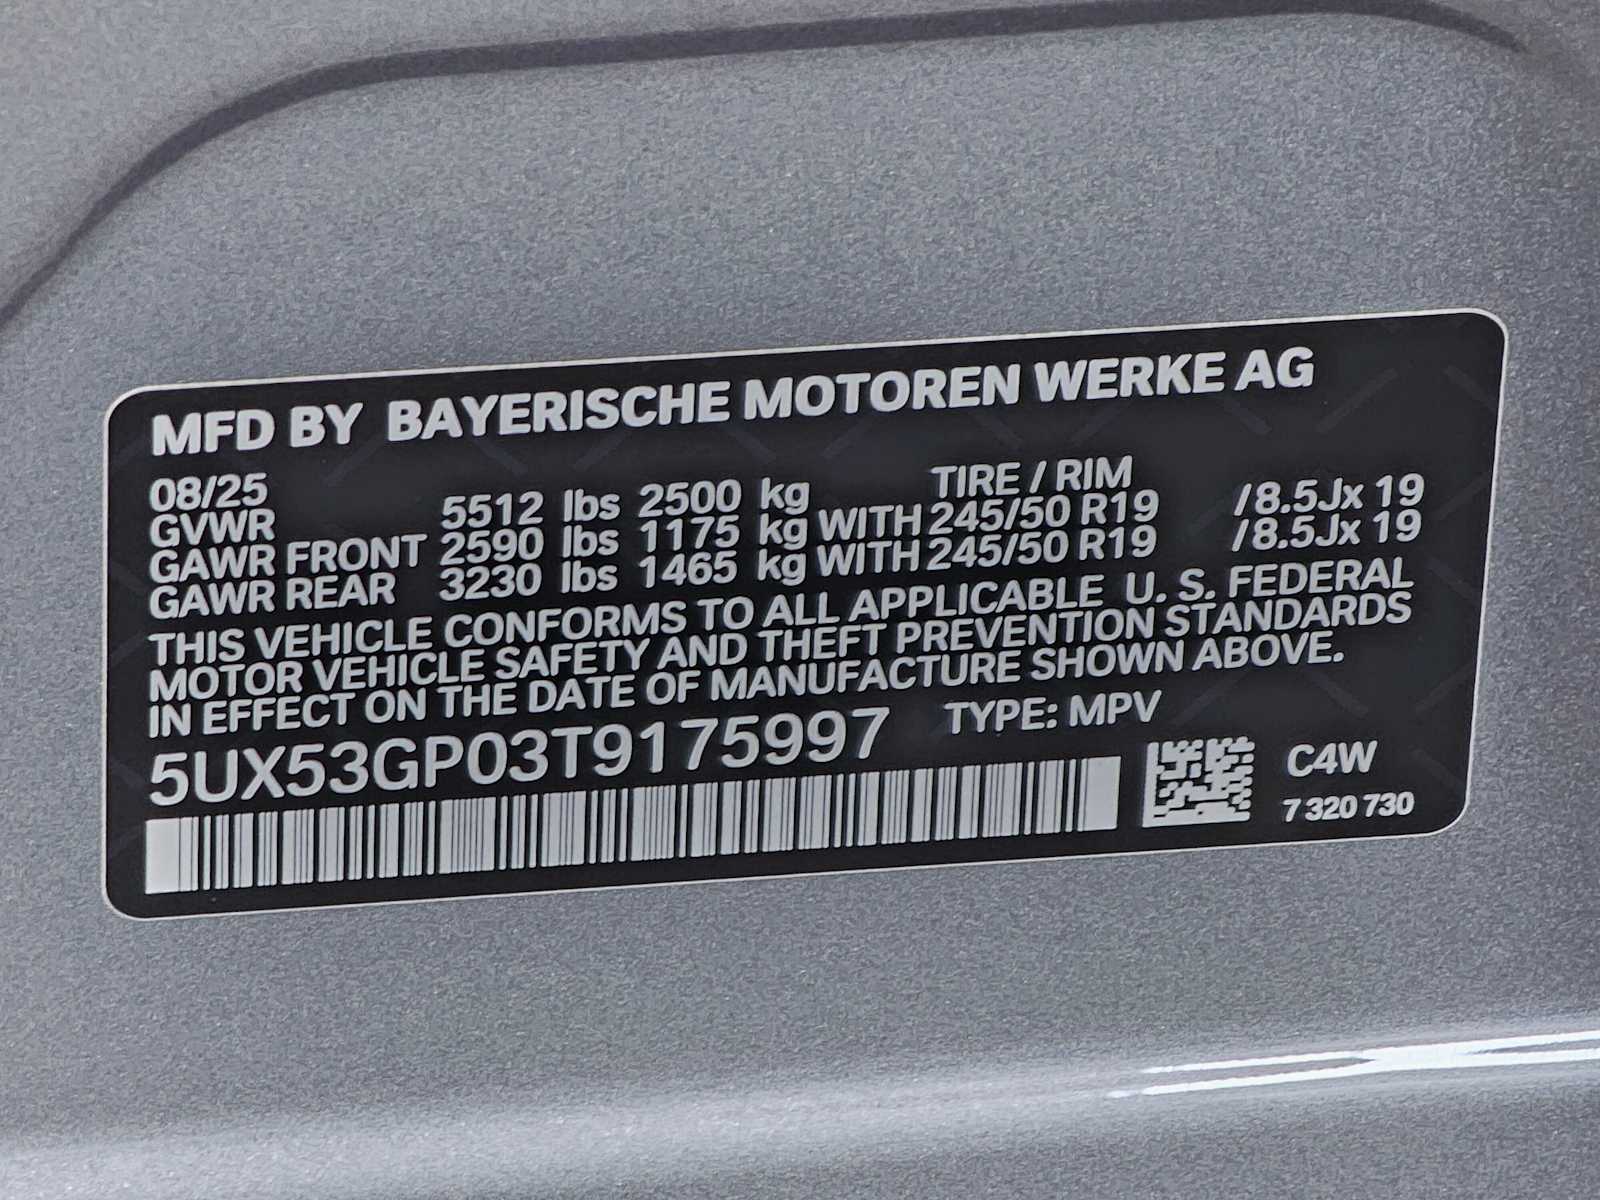 MFD BY BAYERISCHE MOTOREN WERKE AG
08/25 TIRE / RIM
GVWR 5512 lbs 2500 kg
GAWR FRONT 2590 lbs 1175 kg WITH 245/50 R19 /8.5Jx 19
GAWR REAR 3230 lbs 1465 kg WITH 245/50 R19 /8.5Jx 19
THIS VEHICLE CONFORMS TO ALL APPLICABLE U. S. FEDERAL
MOTOR VEHICLE SAFETY AND THEFT PREVENTION STANDARDS
IN EFFECT ON THE DATE OF MANUFACTURE SHOWN ABOVE.
5UX53GP03T9175997 TYPE: MPV
C4W
7 320 730